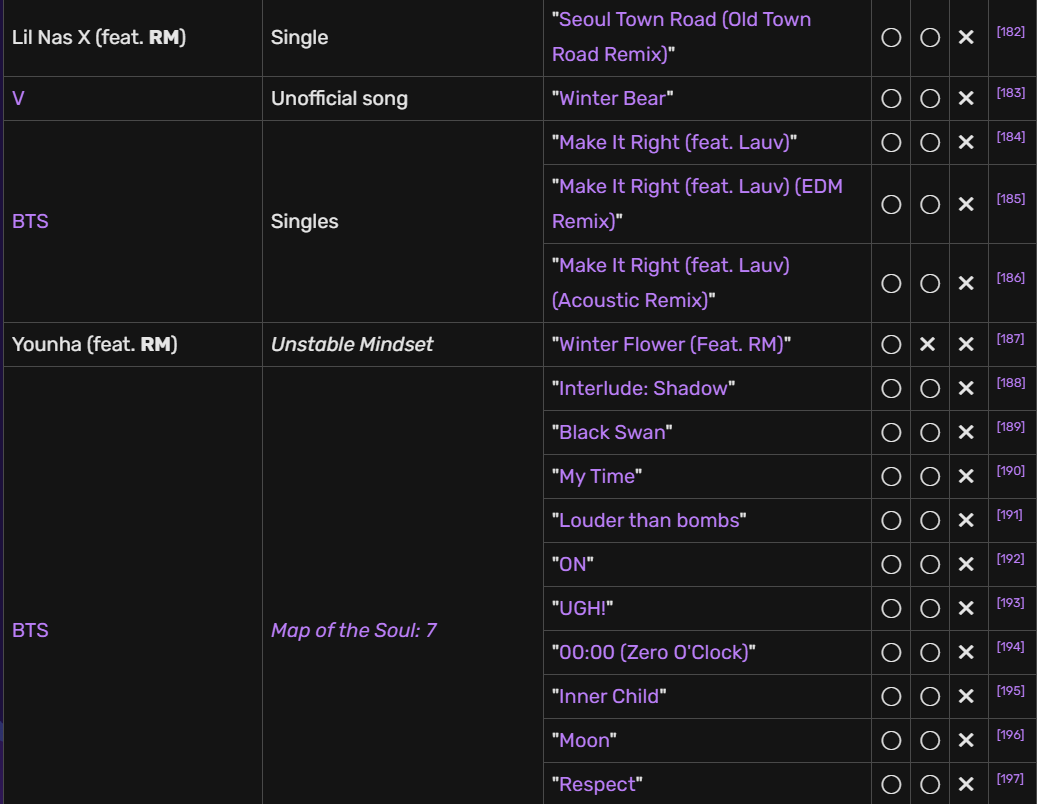 Lil Nas X (feat. RM) Single "Seoul Town Road (Old Town
Road Remix)" ◯ ◯ ✕ [182]
V Unofficial song "Winter Bear" ◯ ◯ ✕ [183]
BTS Singles "Make It Right (feat. Lauv)" ◯ ◯ ✕ [184]
"Make It Right (feat. Lauv) (EDM
Remix)" ◯ ◯ ✕ [185]
"Make It Right (feat. Lauv)
(Acoustic Remix)" ◯ ◯ ✕ [186]
Younha (feat. RM) Unstable Mindset "Winter Flower (Feat. RM)" ◯ ✕ ✕ [187]
BTS Map of the Soul: 7 "Interlude: Shadow" ◯ ◯ ✕ [188]
"Black Swan" ◯ ◯ ✕ [189]
"My Time" ◯ ◯ ✕ [190]
"Louder than bombs" ◯ ◯ ✕ [191]
"ON" ◯ ◯ ✕ [192]
"UGH!" ◯ ◯ ✕ [193]
"00:00 (Zero O'Clock)" ◯ ◯ ✕ [194]
"Inner Child" ◯ ◯ ✕ [195]
"Moon" ◯ ◯ ✕ [196]
"Respect" ◯ ◯ ✕ [197]